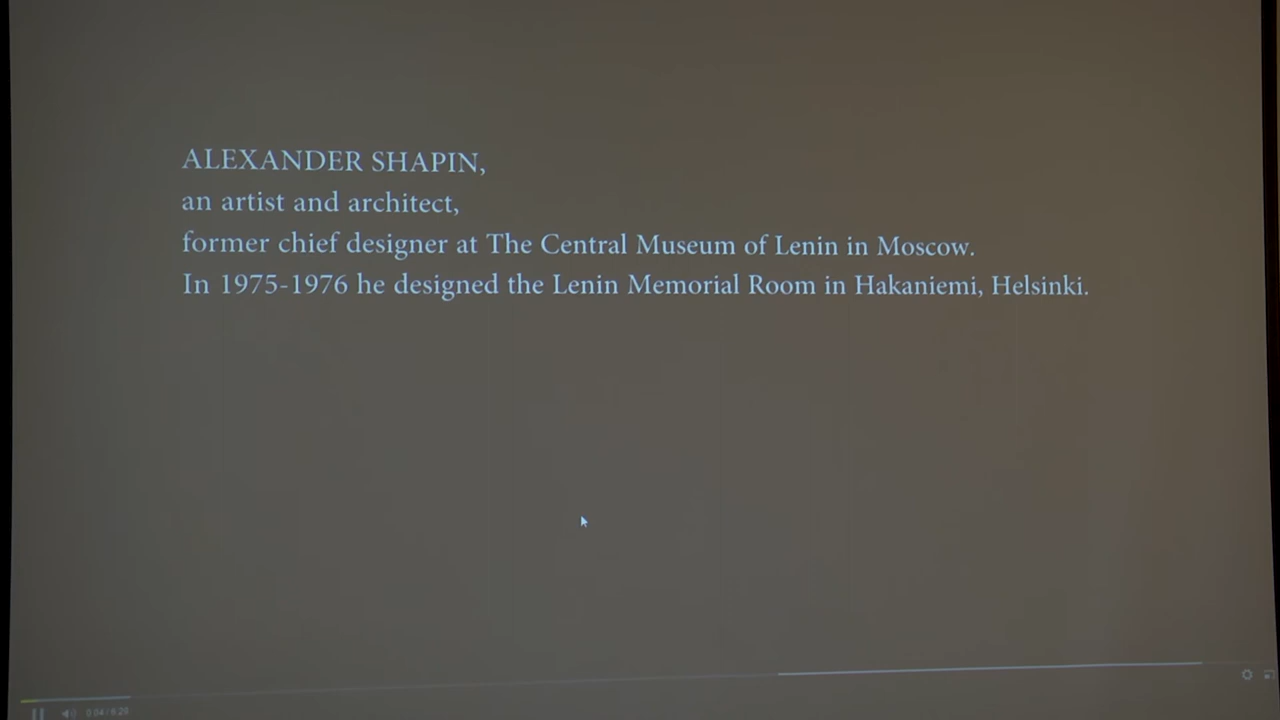 ALEXANDER SHAPIN,
an artist and architect,
former chief designer at The Central Museum of Lenin in Moscow.
In 1975-1976 he designed the Lenin Memorial Room in Hakaniemi, Helsinki.